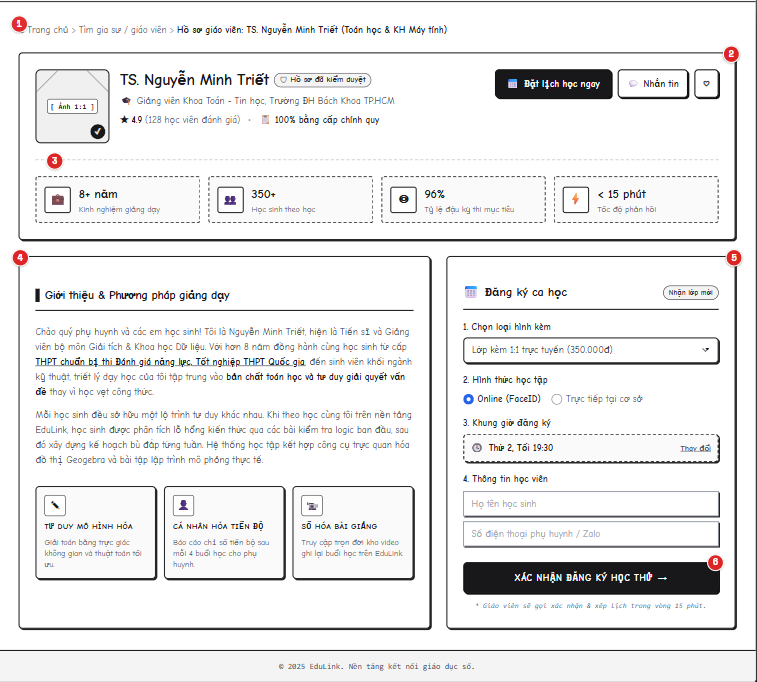 1 Trang chủ > Tìm gia sư / giáo viên > Hồ sơ giáo viên: TS. Nguyễn Minh Triết (Toán học & KH Máy tính)
2
[ Ảnh 1:1 ]
TS. Nguyễn Minh Triết Hồ sơ đã kiểm duyệt
Giảng viên Khoa Toán - Tin học, Trường ĐH Bách Khoa TP.HCM
★ 4.9 (128 học viên đánh giá) • 100% bằng cấp chính quy
Đặt lịch học ngay
Nhắn tin
3
8+ năm
Kinh nghiệm giảng dạy
350+
Học sinh theo học
96%
Tỷ lệ đậu kỳ thi mục tiêu
< 15 phút
Tốc độ phản hồi
4
Giới thiệu & Phương pháp giảng dạy
Chào quý phụ huynh và các em học sinh! Tôi là Nguyễn Minh Triết, hiện là Tiến sĩ và Giảng
viên bộ môn Giải tích & Khoa học Dữ liệu. Với hơn 8 năm đồng hành cùng học sinh từ cấp
THPT chuẩn bị thi Đánh giá năng lực, Tốt nghiệp THPT Quốc gia, đến sinh viên khối ngành
kỹ thuật, triết lý dạy học của tôi tập trung vào bản chất toán học và tư duy giải quyết vấn
đề thay vì học vẹt công thức.
Mỗi học sinh đều sở hữu một lộ trình tư duy khác nhau. Khi theo học cùng tôi trên nền tảng
EduLink, học sinh được phân tích lỗ hổng kiến thức qua các bài kiểm tra logic ban đầu, sau
đó xây dựng kế hoạch bù đắp từng tuần. Hệ thống học tập kết hợp công cụ trực quan hóa
đồ thị Geogebra và bài tập lập trình mô phỏng thực tế.
TƯ DUY MÔ HÌNH HÓA
Giải toán bằng trực giác
không gian và thuật toán tối
ưu.
CÁ NHÂN HÓA TIẾN ĐỘ
Báo cáo chỉ số tiến bộ sau
mỗi 4 buổi học cho phụ
huynh.
SỐ HÓA BÀI GIẢNG
Truy cập trọn đời kho video
ghi lại buổi học trên EduLink.
5
Đăng ký ca học
Nhận lớp mới
1. Chọn loại hình kèm
Lớp kèm 1:1 trực tuyến (350.000đ)
2. Hình thức học tập
Online (FaceID) Trực tiếp tại cơ sở
3. Khung giờ đăng ký
Thứ 2, Tối 19:30 Thay đổi
4. Thông tin học viên
Họ tên học sinh
Số điện thoại phụ huynh / Zalo
6
XÁC NHẬN ĐĂNG KÝ HỌC THỬ →
* Giáo viên sẽ gọi xác nhận & xếp lịch trong vòng 15 phút.
© 2025 EduLink. Nền tảng kết nối giáo dục số.